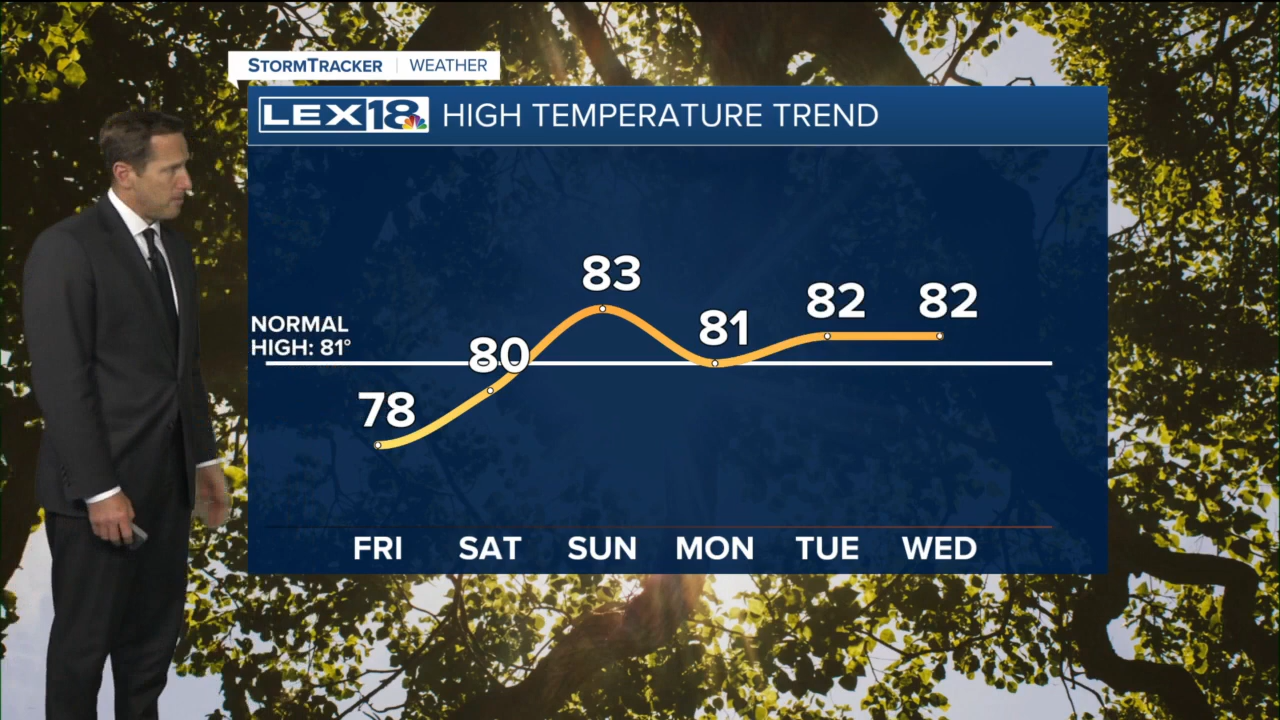 STORMTRACKER | WEATHER
LEX18 HIGH TEMPERATURE TREND
83
82 82
81
NORMAL
HIGH: 81°
80
78
FRI SAT SUN MON TUE WED